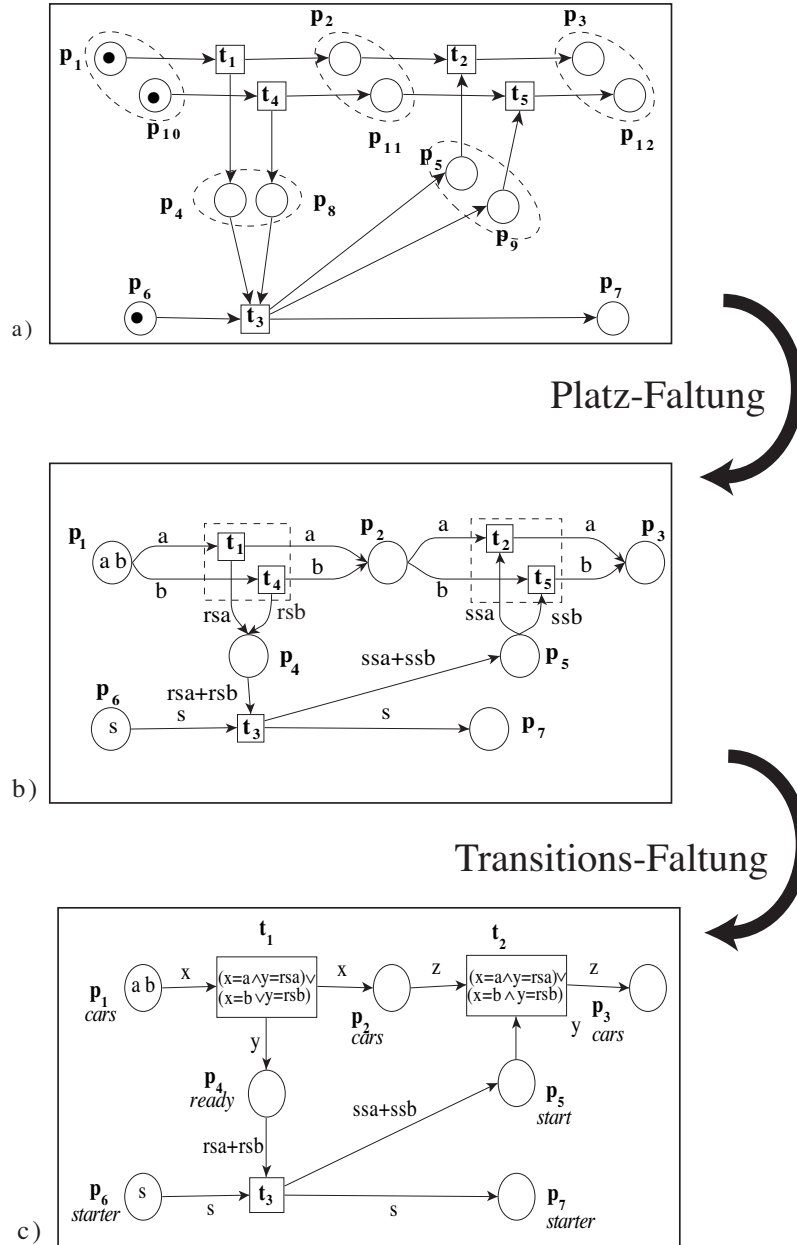 p1
t1
p2
t2
p3
p10
t4
p11
t5
p12
p4
p8
p5
p9
p6
t3
p7
a)
Platz-Faltung
p1
a b
a
t1
a
p2
a
t2
a
p3
b
t4
b
b
t5
b
rsa
rsb
ssa
ssb
p4
p5
p6
rsa+rsb
ssa+ssb
s
s
t3
s
p7
b)
Transitions-Faltung
t1
t2
a b
x
(x=a∧y=rsa)∨
(x=b∨y=rsb)
x
z
(x=a∧y=rsa)∨
(x=b∧y=rsb)
z
p1
cars
p2
cars
p3
cars
y
y
p4
ready
p5
start
ssa+ssb
rsa+rsb
p6
starter
s
s
t3
s
p7
starter
c)